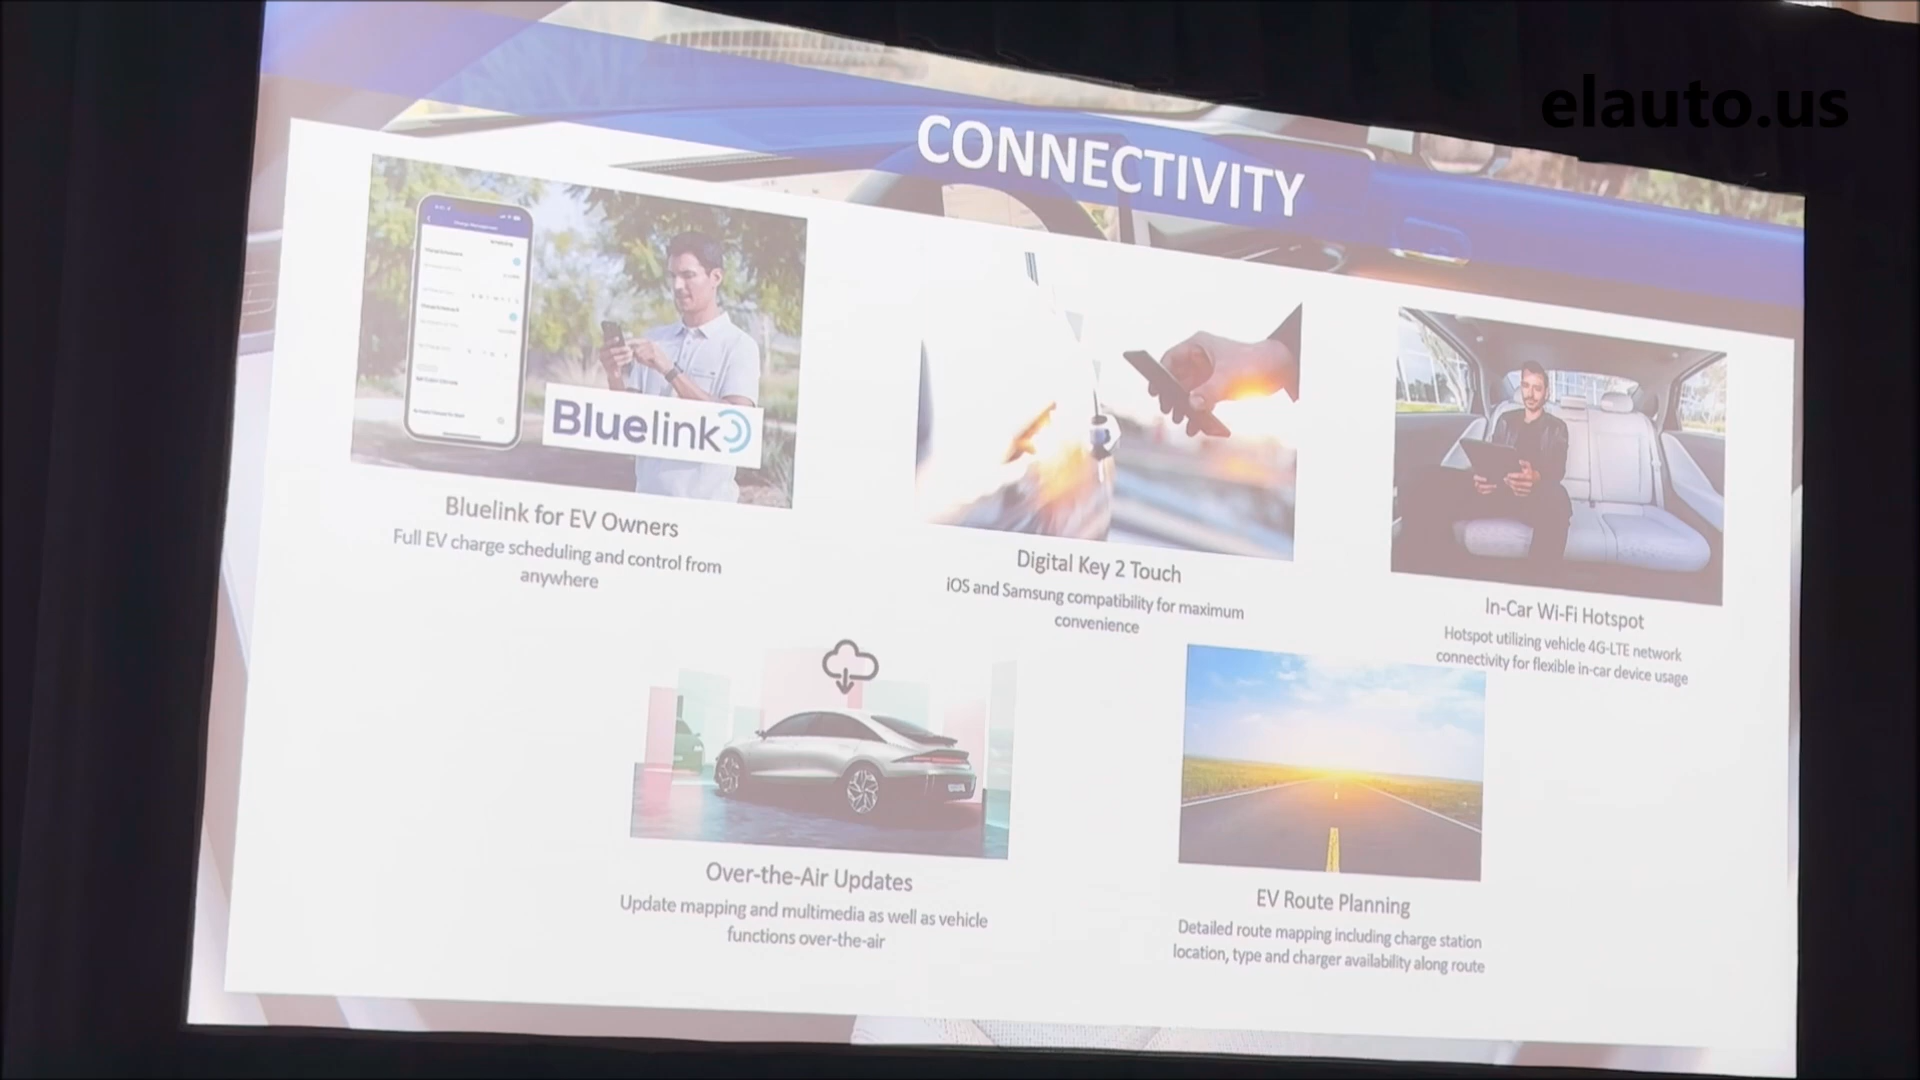 elauto.us
CONNECTIVITY
Bluelink
Bluelink for EV Owners
Full EV charge scheduling and control from
anywhere
Digital Key 2 Touch
iOS and Samsung compatibility for maximum
convenience
In-Car Wi-Fi Hotspot
Hotspot utilizing vehicle 4G-LTE network
connectivity for flexible in-car device usage
Over-the-Air Updates
Update mapping and multimedia as well as vehicle
functions over-the-air
EV Route Planning
Detailed route mapping including charge station
location, type and charger availability along route